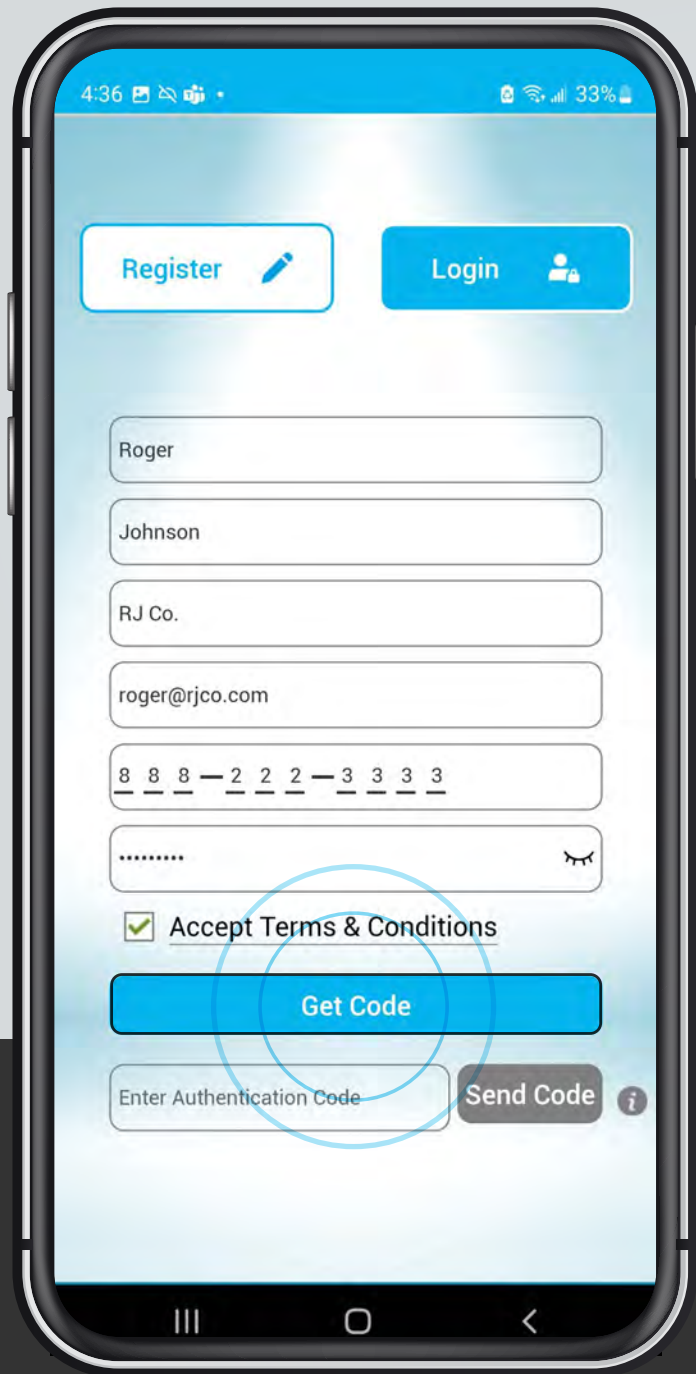 4:36 33%
Register Login
Roger
Johnson
RJ Co.
roger@rjco.com
888—222—3333
•••••••••
Accept Terms & Conditions
Get Code
Enter Authentication Code Send Code i